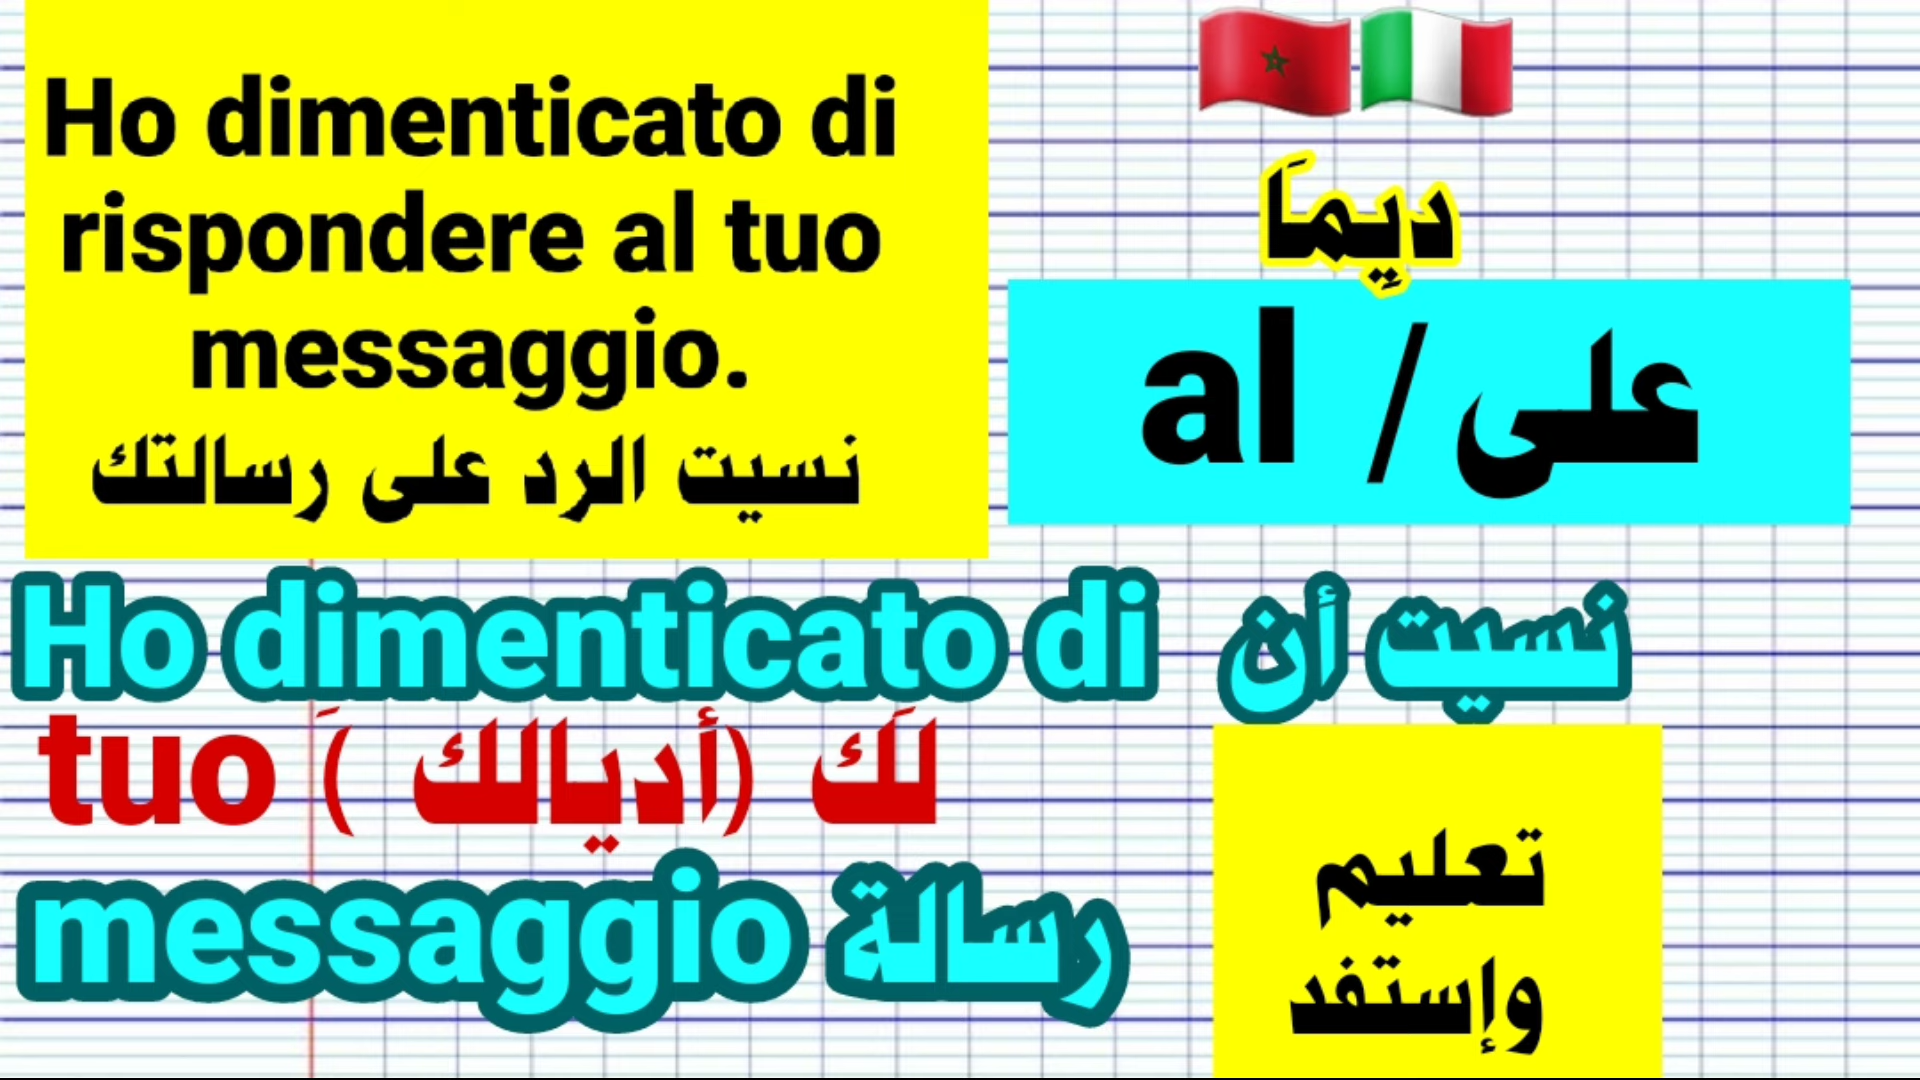 Ho dimenticato di
rispondere al tuo
messaggio.
نسيت الرد على رسالتك
ديِمَا
al / على
Ho dimenticato di نسيت أن
tuo ( أديالك ) لَك
messaggio رسالة
تعليم
وإستفد